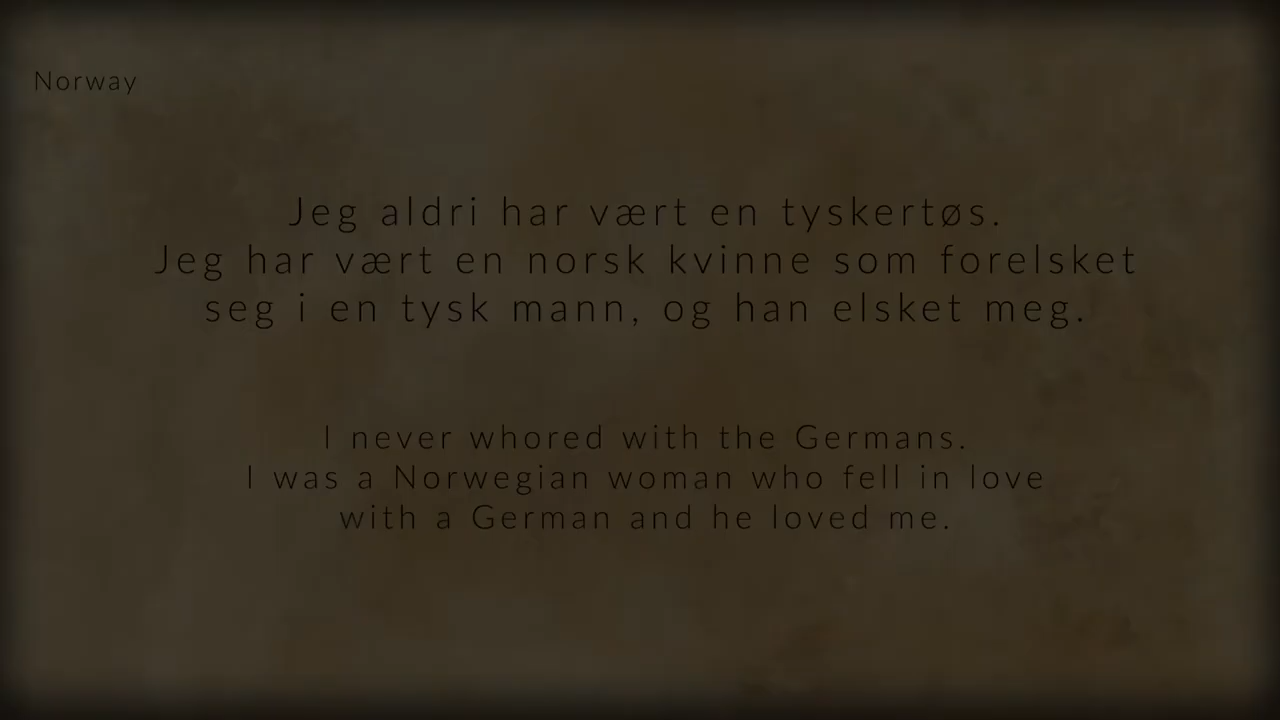 Norway
Jeg aldri har vært en tyskertøs.
Jeg har vært en norsk kvinne som forelsket
seg i en tysk mann, og han elsket meg.
I never whored with the Germans.
I was a Norwegian woman who fell in love
with a German and he loved me.